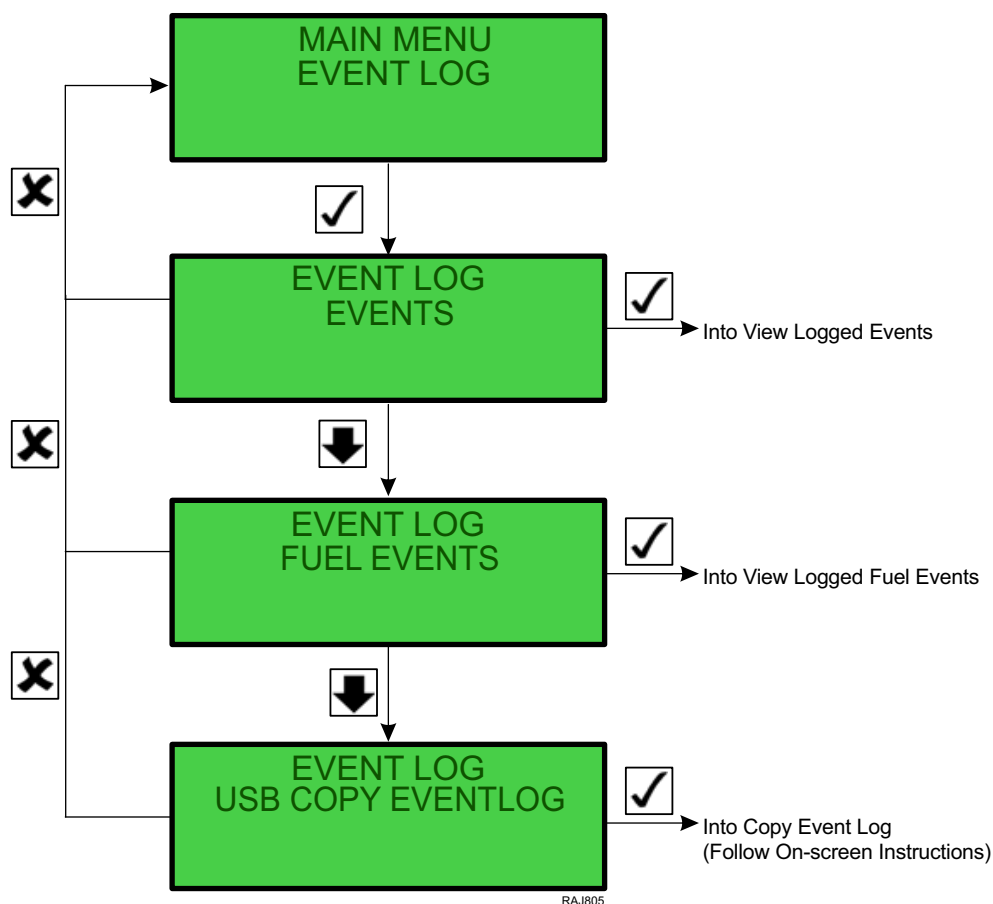 MAIN MENU
EVENT LOG
EVENT LOG
EVENTS
Into View Logged Events
EVENT LOG
FUEL EVENTS
Into View Logged Fuel Events
EVENT LOG
USB COPY EVENTLOG
Into Copy Event Log
(Follow On-screen Instructions)
RAJ805